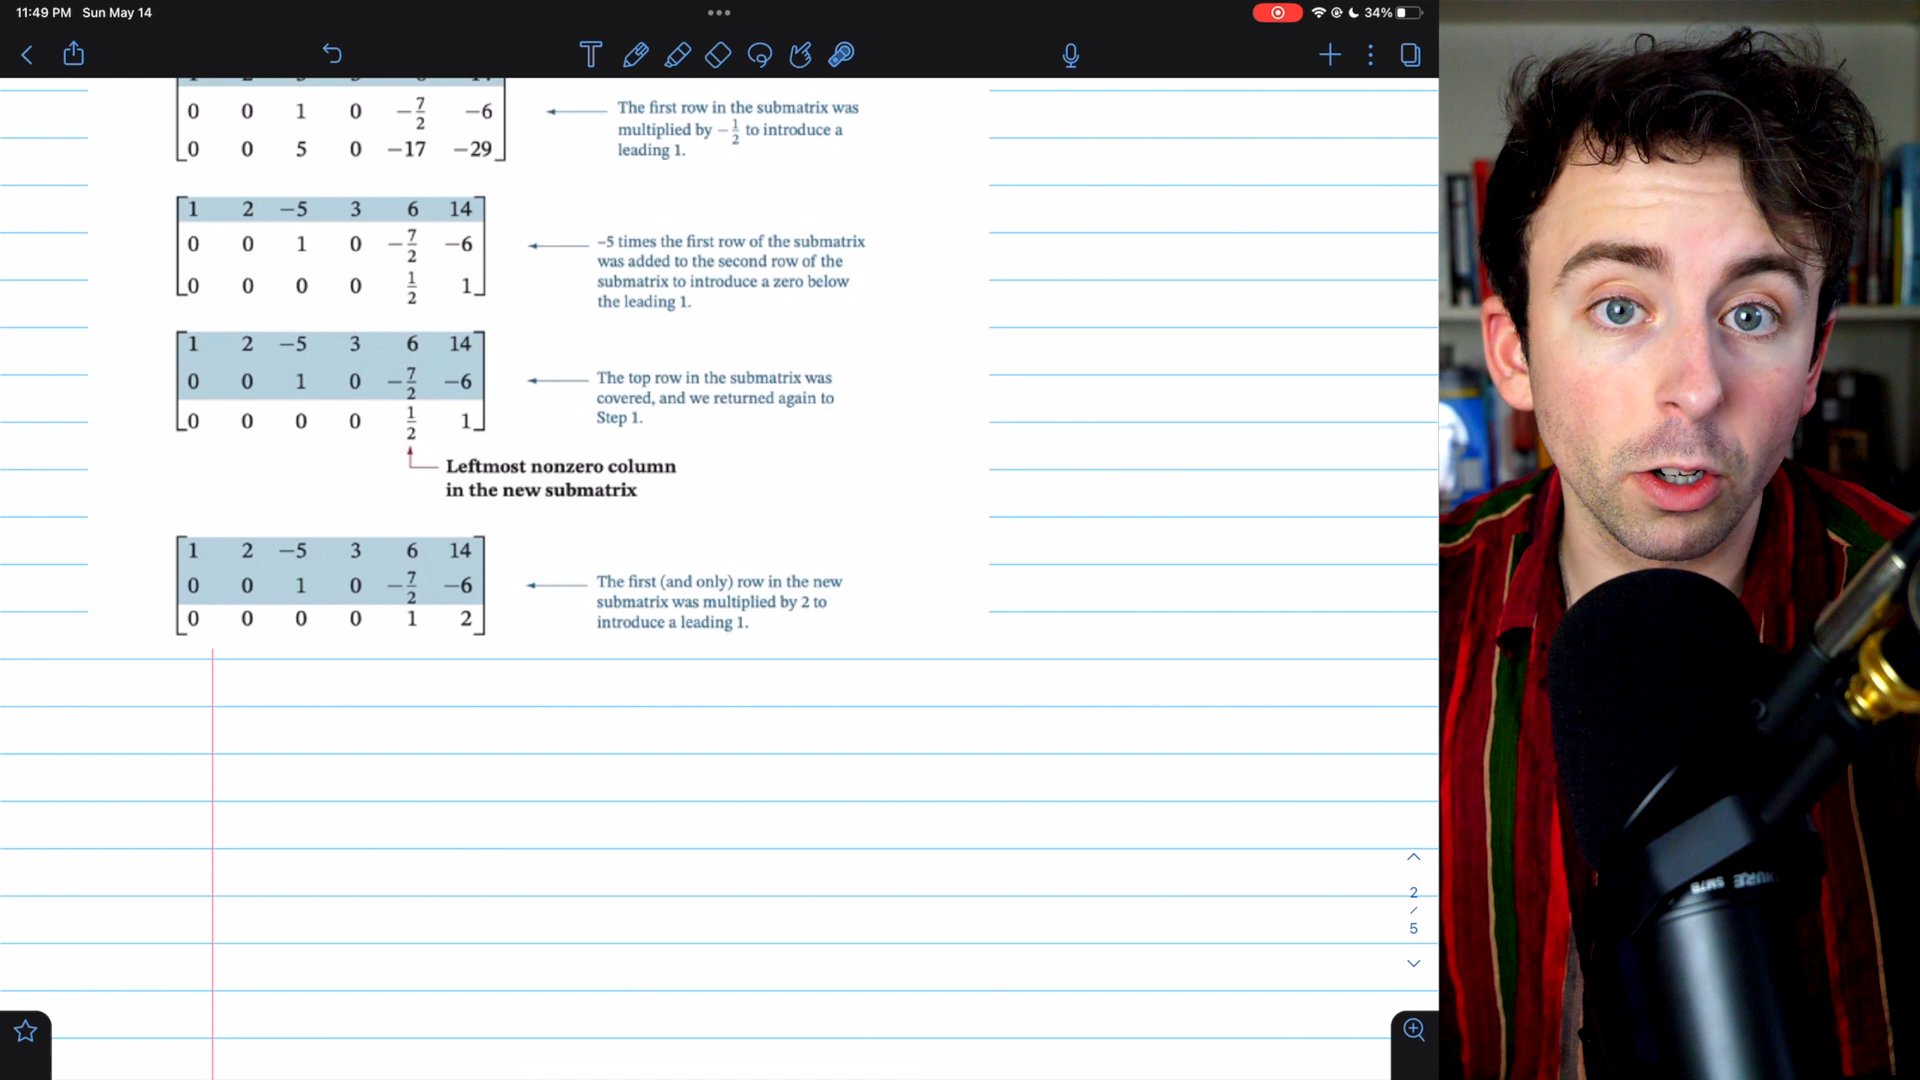 11:49 PM Sun May 14
34%
0 0 1 0 −7/2 −6
0 0 5 0 −17 −29
The first row in the submatrix was
multiplied by −1/2 to introduce a
leading 1.
1 2 −5 3 6 14
0 0 1 0 −7/2 −6
0 0 0 0 1/2 1
–5 times the first row of the submatrix
was added to the second row of the
submatrix to introduce a zero below
the leading 1.
1 2 −5 3 6 14
0 0 1 0 −7/2 −6
0 0 0 0 1/2 1
The top row in the submatrix was
covered, and we returned again to
Step 1.
Leftmost nonzero column
in the new submatrix
1 2 −5 3 6 14
0 0 1 0 −7/2 −6
0 0 0 0 1 2
The first (and only) row in the new
submatrix was multiplied by 2 to
introduce a leading 1.
2
/
5
SHURE SM7B